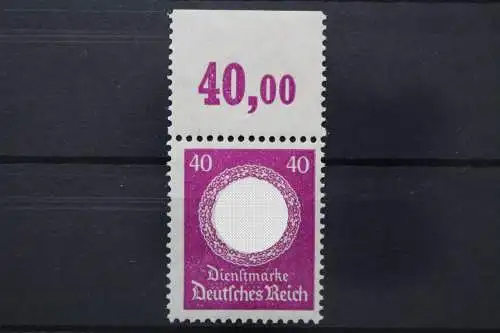 40,00
40 40
Dienstmarke
Deutsches Reich